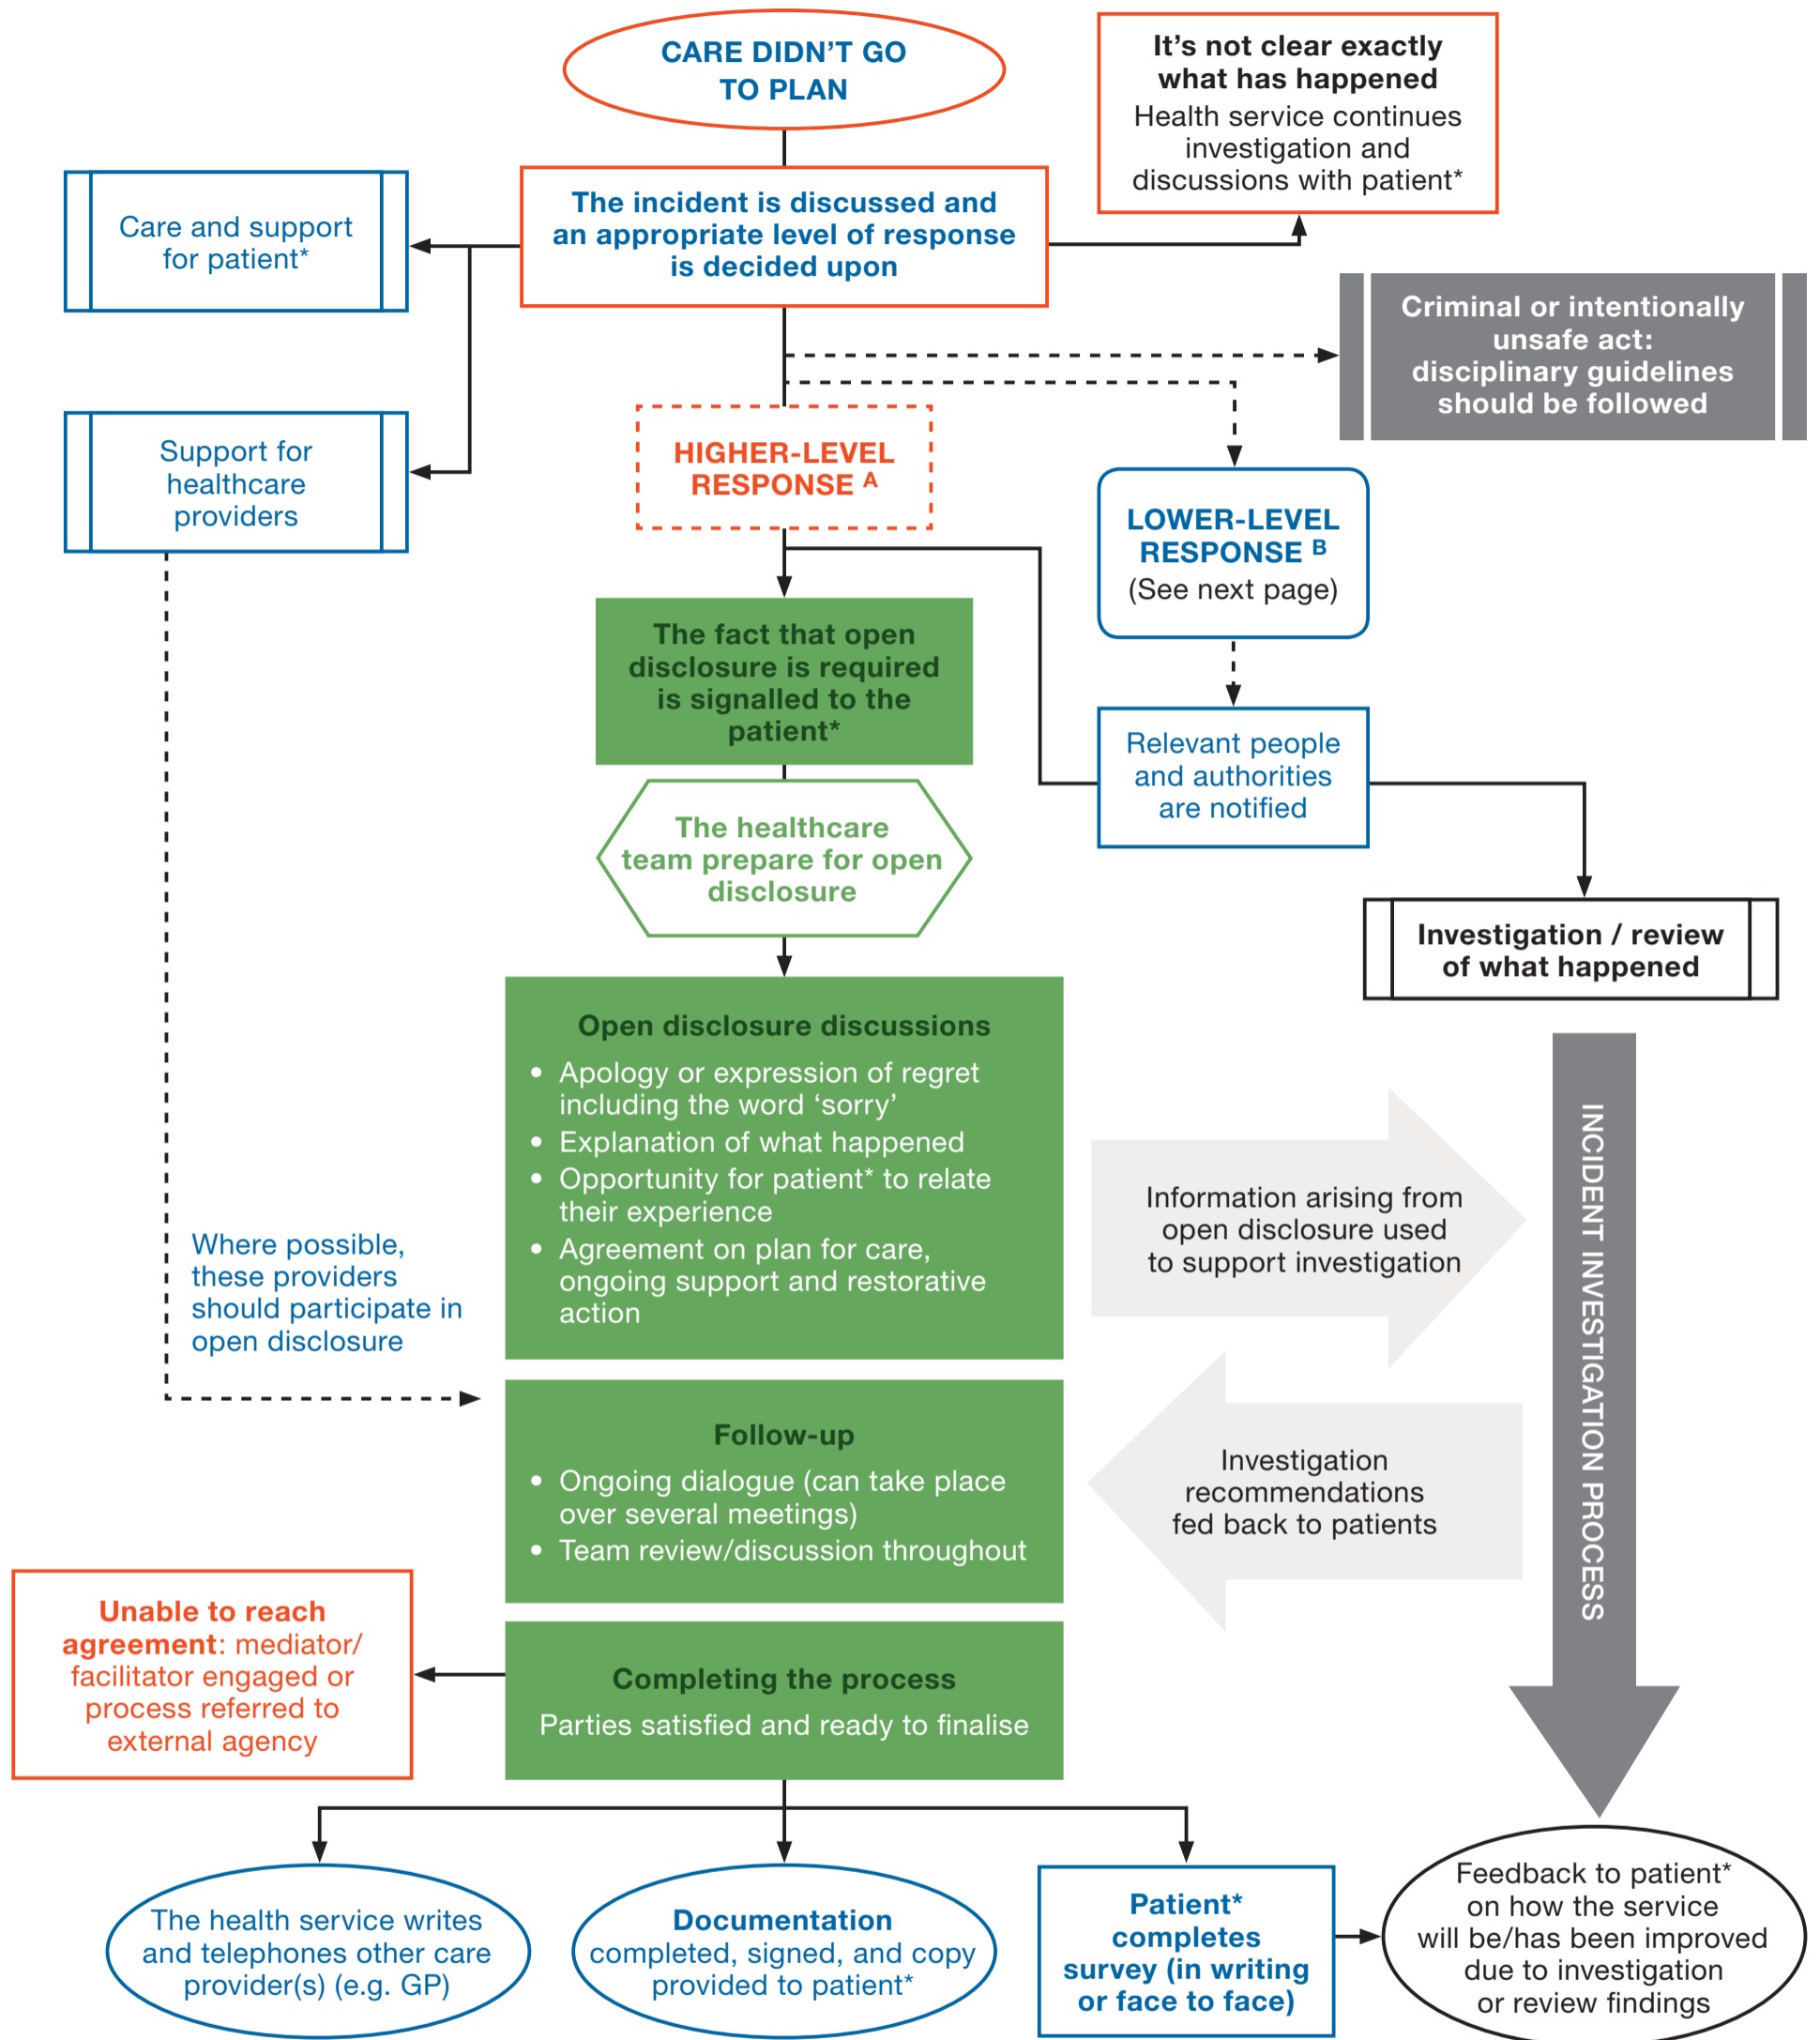 CARE DIDN’T GO
TO PLAN
It’s not clear exactly
what has happened
Health service continues
investigation and
discussions with patient*
The incident is discussed and
an appropriate level of response
is decided upon
Care and support
for patient*
Criminal or intentionally
unsafe act:
disciplinary guidelines
should be followed
Support for
healthcare
providers
HIGHER-LEVEL
RESPONSE A
LOWER-LEVEL
RESPONSE B
(See next page)
The fact that open
disclosure is required
is signalled to the
patient*
Relevant people
and authorities
are notified
The healthcare
team prepare for open
disclosure
Investigation / review
of what happened
Open disclosure discussions
• Apology or expression of regret
including the word ‘sorry’
• Explanation of what happened
• Opportunity for patient* to relate
their experience
• Agreement on plan for care,
ongoing support and restorative
action
Information arising from
open disclosure used
to support investigation
INCIDENT INVESTIGATION PROCESS
Where possible,
these providers
should participate in
open disclosure
Follow-up
• Ongoing dialogue (can take place
over several meetings)
• Team review/discussion throughout
Investigation
recommendations
fed back to patients
Unable to reach
agreement: mediator/
facilitator engaged or
process referred to
external agency
Completing the process
Parties satisfied and ready to finalise
The health service writes
and telephones other care
provider(s) (e.g. GP)
Documentation
completed, signed, and copy
provided to patient*
Patient*
completes
survey (in writing
or face to face)
Feedback to patient*
on how the service
will be/has been improved
due to investigation
or review findings